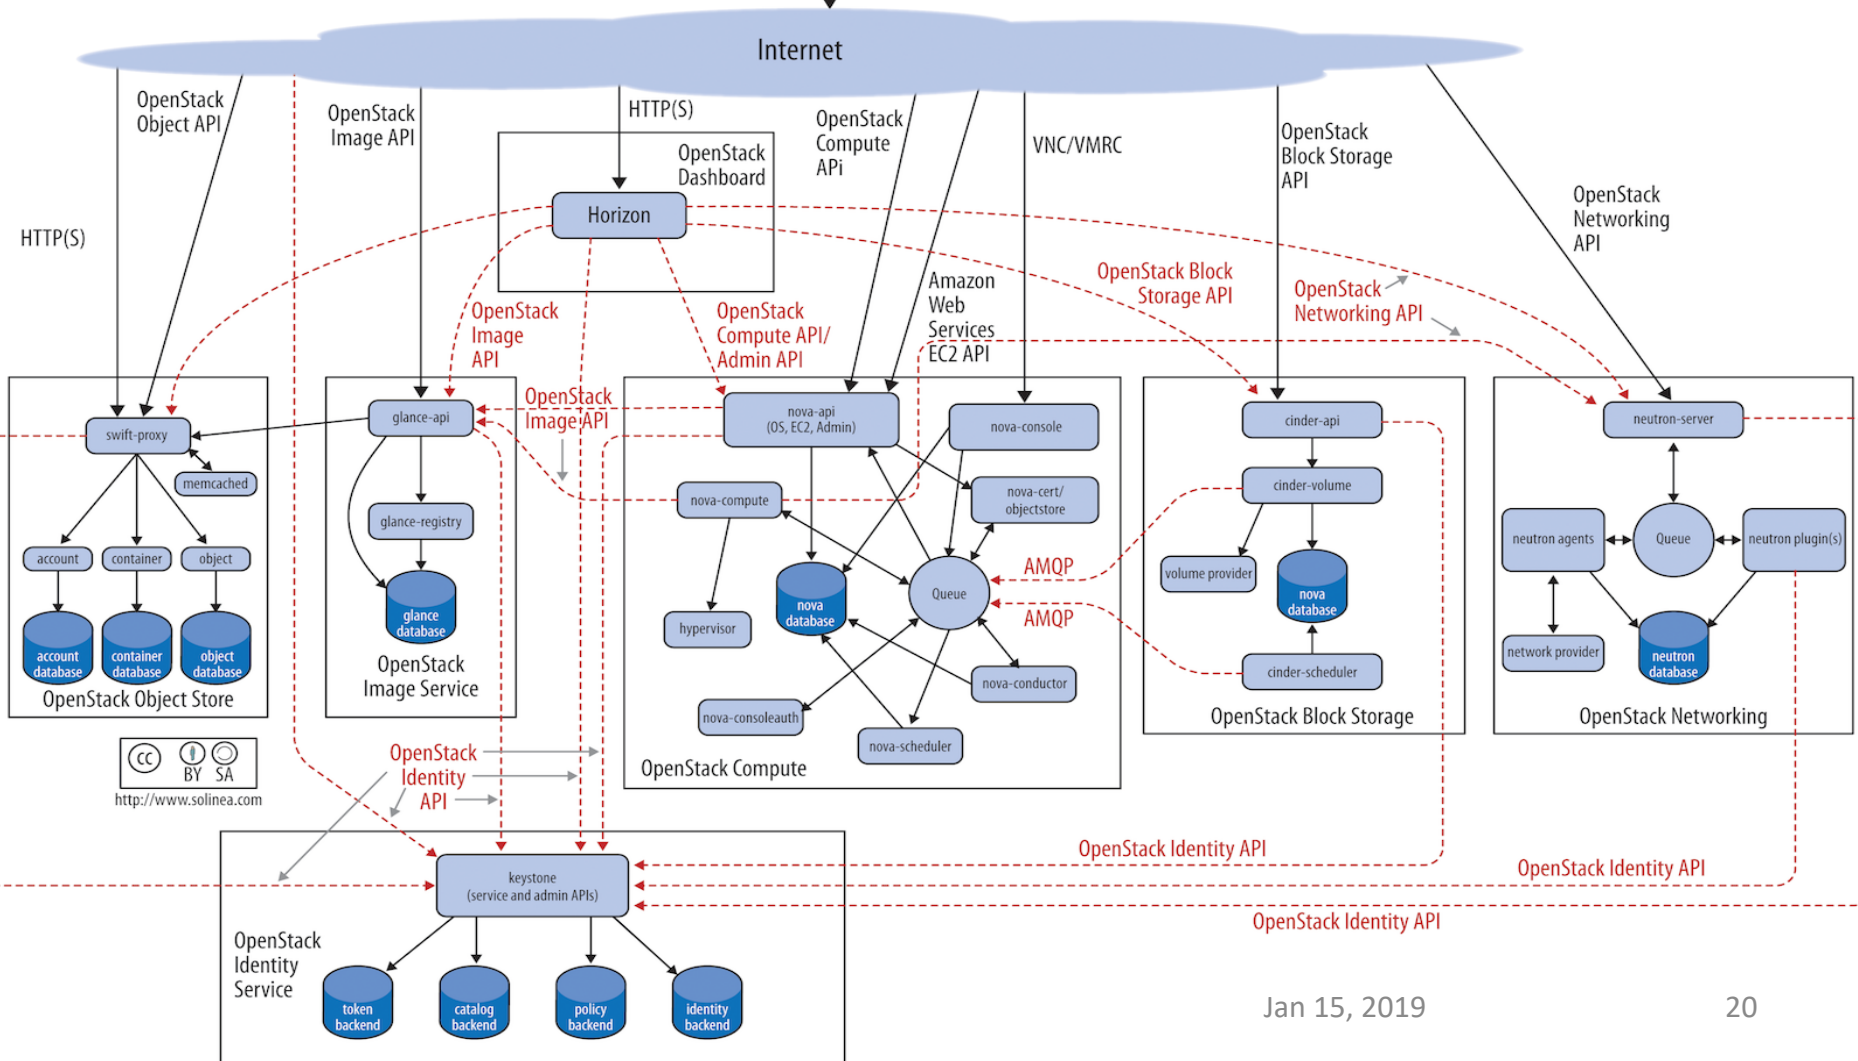 Internet
OpenStack
Object API
OpenStack
Image API
HTTP(S)
OpenStack
Compute
APi
VNC/VMRC
OpenStack
Block Storage
API
OpenStack
Networking
API
HTTP(S)
OpenStack
Dashboard
Horizon
OpenStack
Image
API
OpenStack
Compute API/
Admin API
Amazon
Web
Services
EC2 API
OpenStack Block
Storage API
OpenStack
Networking API
OpenStack
Image API
swift-proxy
memcached
account
container
object
account
database
container
database
object
database
OpenStack Object Store
glance-api
glance-registry
glance
database
OpenStack
Image Service
nova-api
(OS, EC2, Admin)
nova-console
nova-compute
nova-cert/
objectstore
hypervisor
nova
database
Queue
nova-conductor
nova-consoleauth
nova-scheduler
OpenStack Compute
AMQP
AMQP
cinder-api
cinder-volume
volume provider
nova
database
cinder-scheduler
OpenStack Block Storage
neutron-server
neutron agents
Queue
neutron plugin(s)
network provider
neutron
database
OpenStack Networking
cc
BY SA
http://www.solinea.com
OpenStack
Identity
API
OpenStack Identity API
OpenStack Identity API
OpenStack Identity API
keystone
(service and admin APIs)
OpenStack
Identity
Service
token
backend
catalog
backend
policy
backend
identity
backend
Jan 15, 2019
20